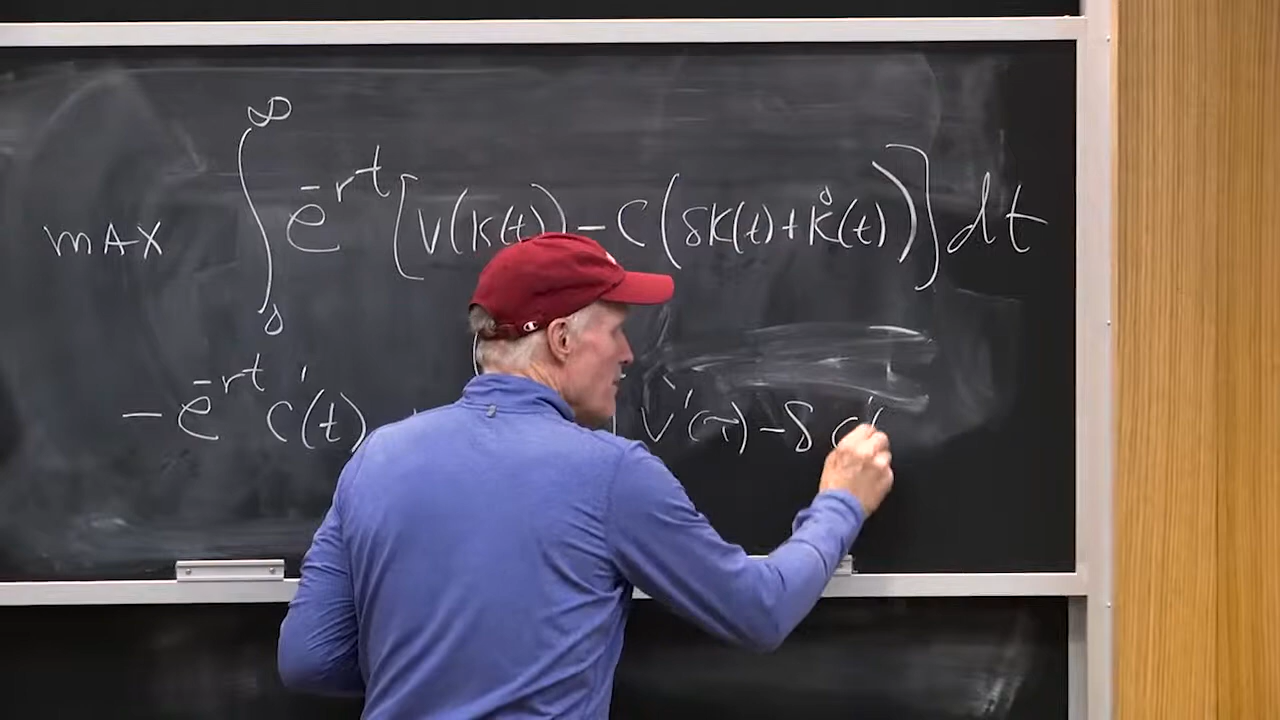 max ∫₀^∞ e^{-rt} [V(K(t)) - C(δK(t) + K̇(t))] dt
-e^{-rt} C'(t) V'(τ) - δ C'(